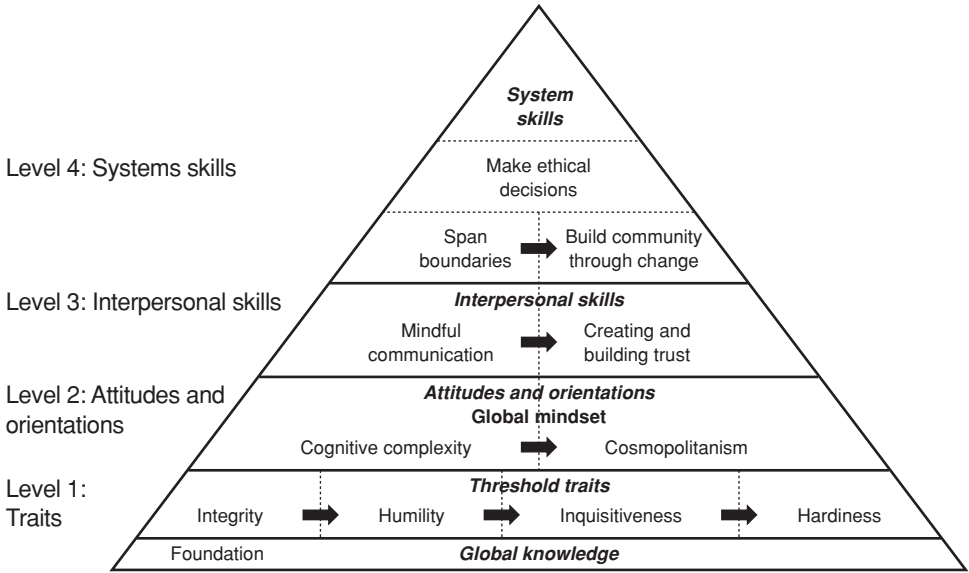 System
skills
Level 4: Systems skills
Make ethical
decisions
Span
boundaries
Build community
through change
Level 3: Interpersonal skills
Interpersonal skills
Mindful
communication
Creating and
building trust
Level 2: Attitudes and
orientations
Attitudes and orientations
Global mindset
Cognitive complexity
Cosmopolitanism
Level 1:
Traits
Threshold traits
Integrity
Humility
Inquisitiveness
Hardiness
Foundation
Global knowledge